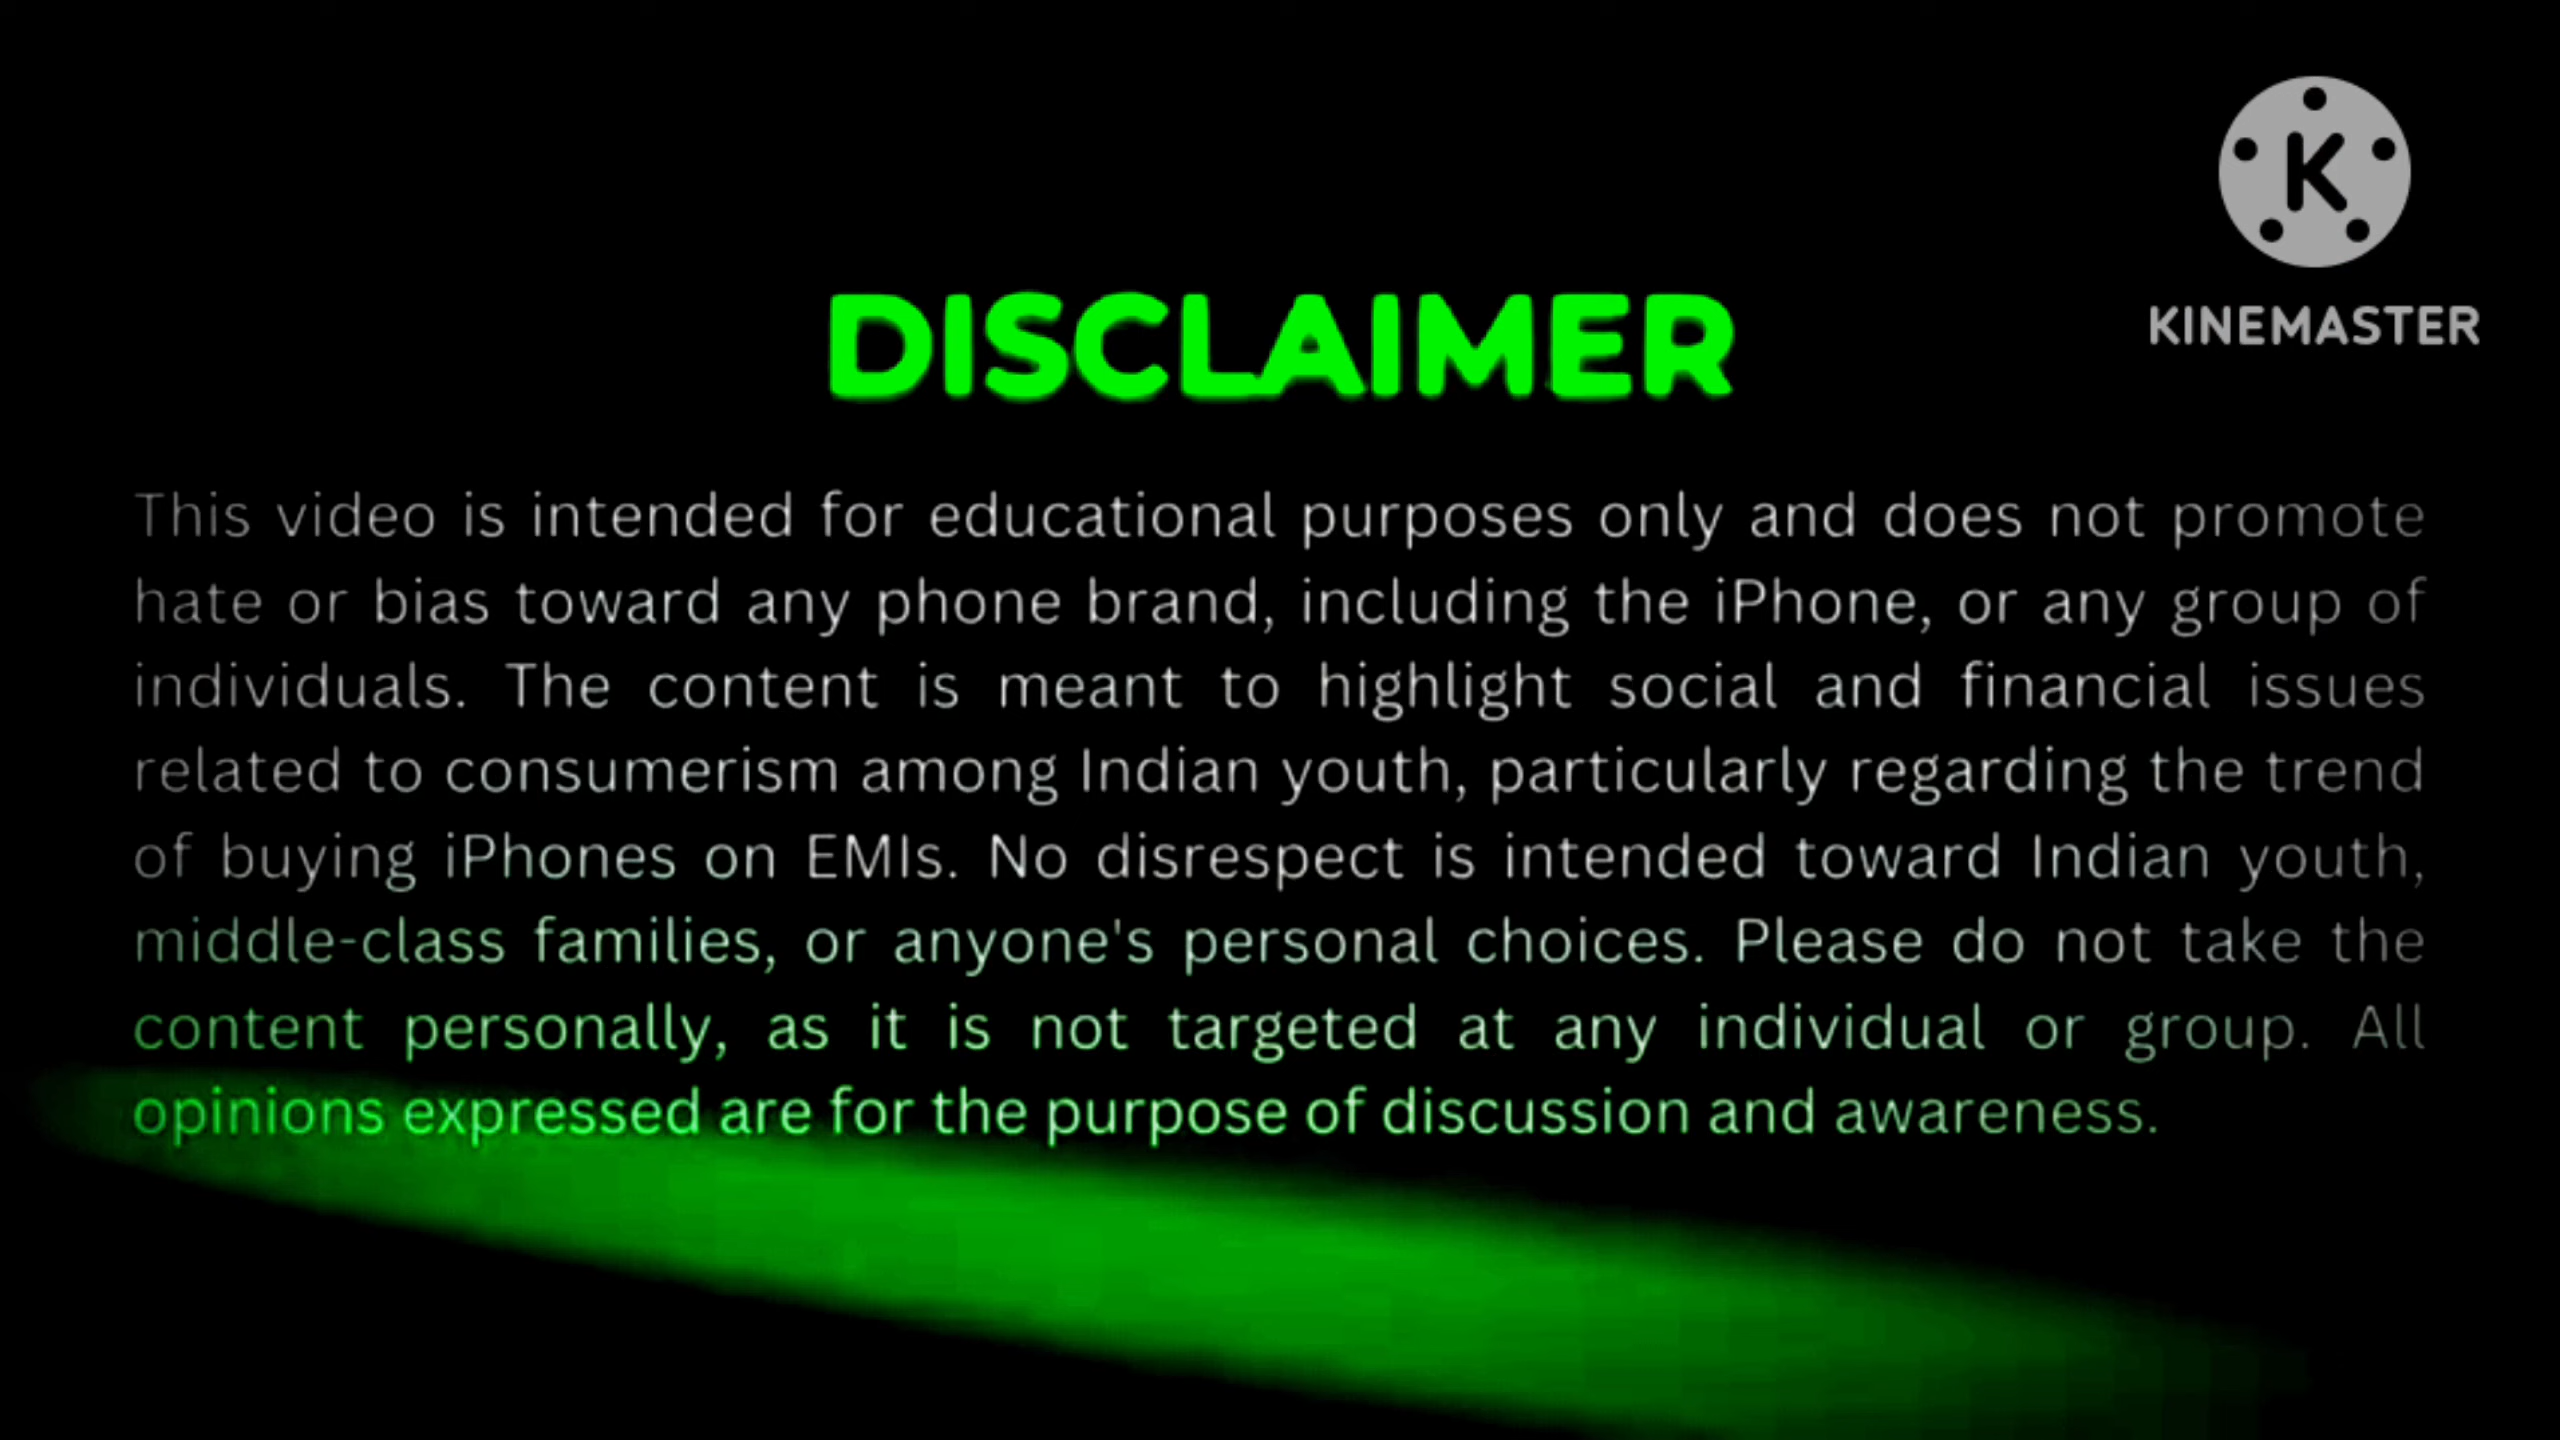 K
KINEMASTER
DISCLAIMER
This video is intended for educational purposes only and does not promote
hate or bias toward any phone brand, including the iPhone, or any group of
individuals. The content is meant to highlight social and financial issues
related to consumerism among Indian youth, particularly regarding the trend
of buying iPhones on EMIs. No disrespect is intended toward Indian youth,
middle-class families, or anyone's personal choices. Please do not take the
content personally, as it is not targeted at any individual or group. All
opinions expressed are for the purpose of discussion and awareness.